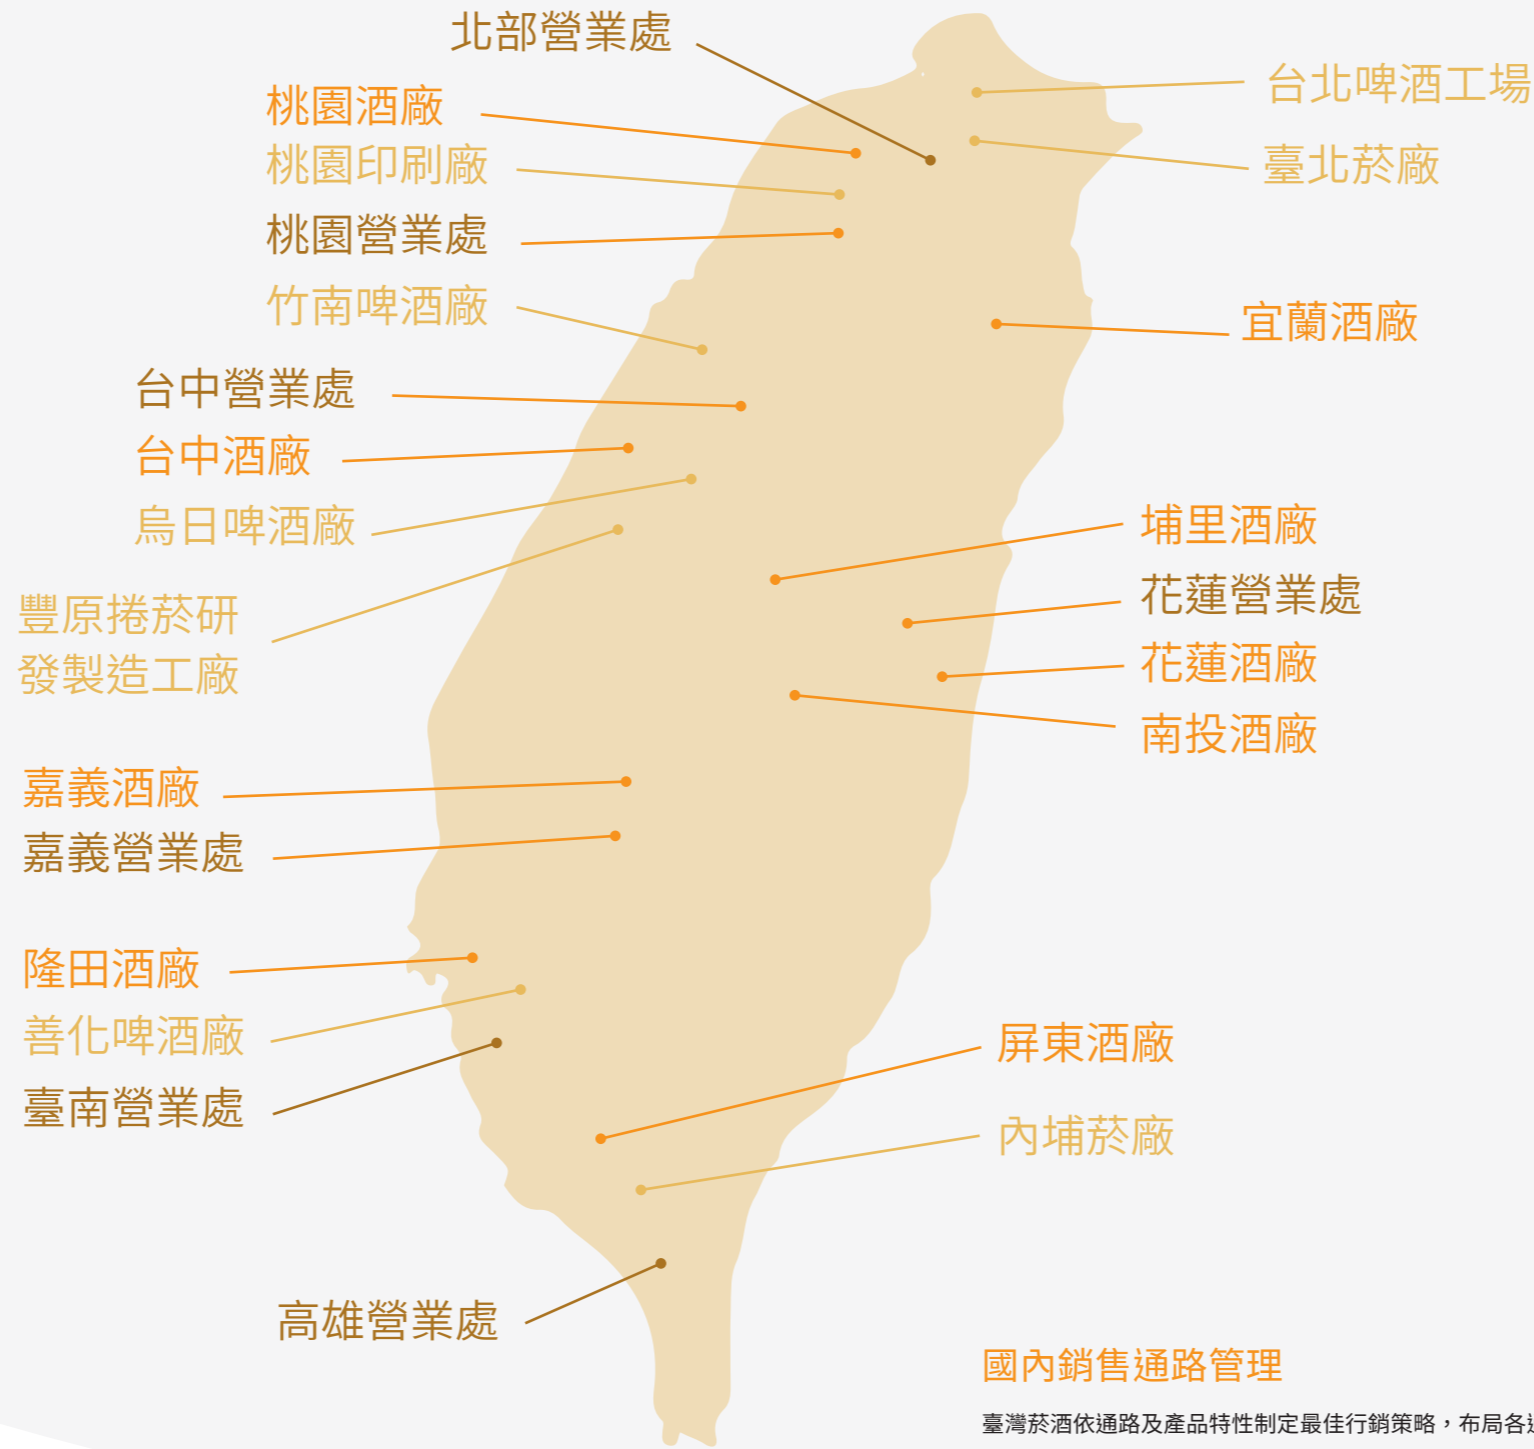 北部營業處
桃園酒廠
桃園印刷廠
桃園營業處
竹南啤酒廠
台中營業處
台中酒廠
烏日啤酒廠
豐原捲菸研
發製造工廠
嘉義酒廠
嘉義營業處
隆田酒廠
善化啤酒廠
臺南營業處
高雄營業處
台北啤酒工場
臺北菸廠
宜蘭酒廠
埔里酒廠
花蓮營業處
花蓮酒廠
南投酒廠
屏東酒廠
內埔菸廠
國內銷售通路管理
臺灣菸酒依通路及產品特性制定最佳行銷策略，布局各